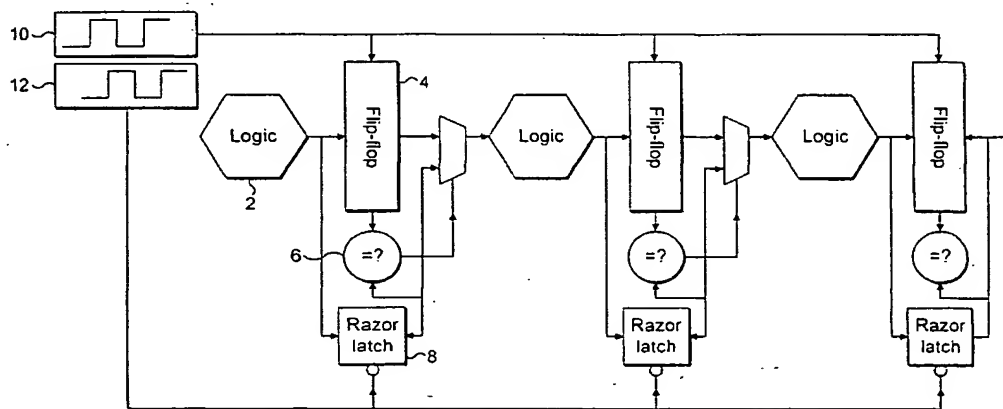 10
12
4
Logic
Flip-flop
Logic
Flip-flop
Logic
Flip-flop
2
6
=?
=?
=?
Razor
latch
8
Razor
latch
Razor
latch